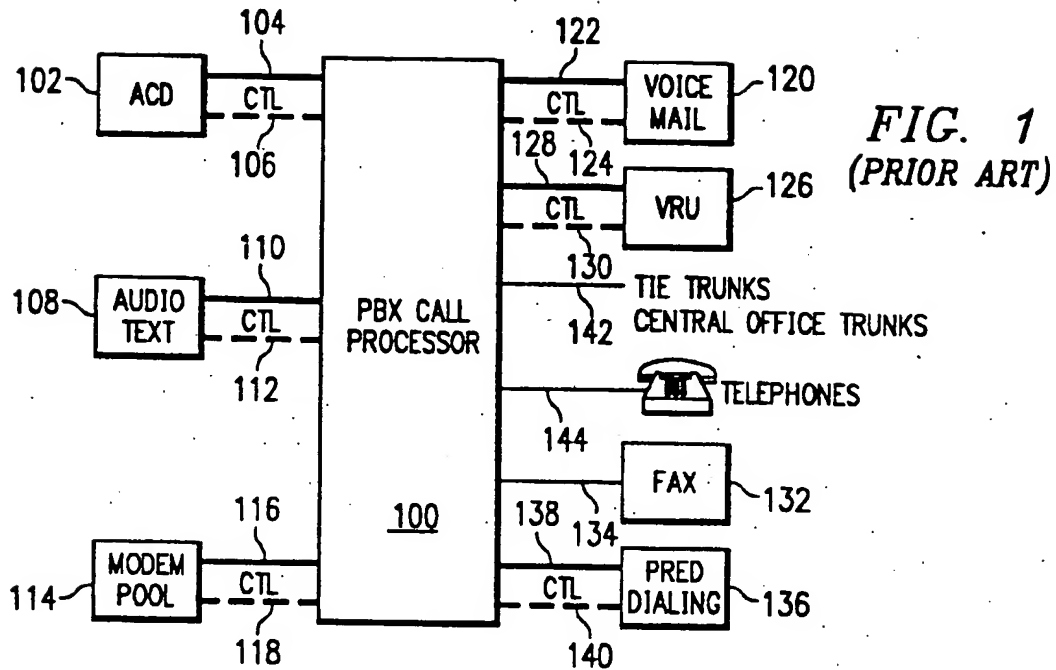 104
102
ACD
CTL
106
110
108
AUDIO
TEXT
CTL
112
116
114
MODEM
POOL
CTL
118
PBX CALL
PROCESSOR
100
122
VOICE
MAIL
120
CTL
124
128
VRU
126
CTL
130
TIE TRUNKS
142
CENTRAL OFFICE TRUNKS
TELEPHONES
144
FAX
132
134
138
PRED
DIALING
136
CTL
140
FIG. 1
(PRIOR ART)